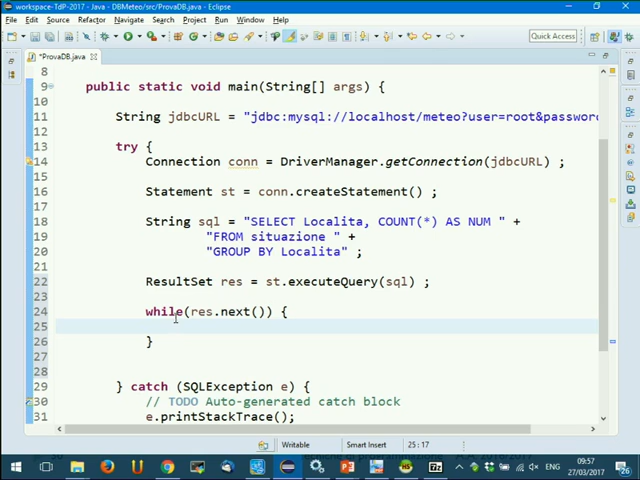 workspace-TdP-2017 - Java - DBMeteo/src/ProvaDB.java - Eclipse
File Edit Source Refactor Navigate Search Project Run Window Help
Quick Access
*ProvaDB.java
8
9 public static void main(String[] args) {
10
11 String jdbcURL = "jdbc:mysql://localhost/meteo?user=root&password
12
13 try {
14 Connection conn = DriverManager.getConnection(jdbcURL) ;
15
16 Statement st = conn.createStatement() ;
17
18 String sql = "SELECT Localita, COUNT(*) AS NUM " +
19 "FROM situazione " +
20 "GROUP BY Localita" ;
21
22 ResultSet res = st.executeQuery(sql) ;
23
24 while(res.next()) {
25
26 }
27
28
29 } catch (SQLException e) {
30 // TODO Auto-generated catch block
31 e.printStackTrace();
Writable
Smart Insert
25 : 17
09:57
27/03/2017